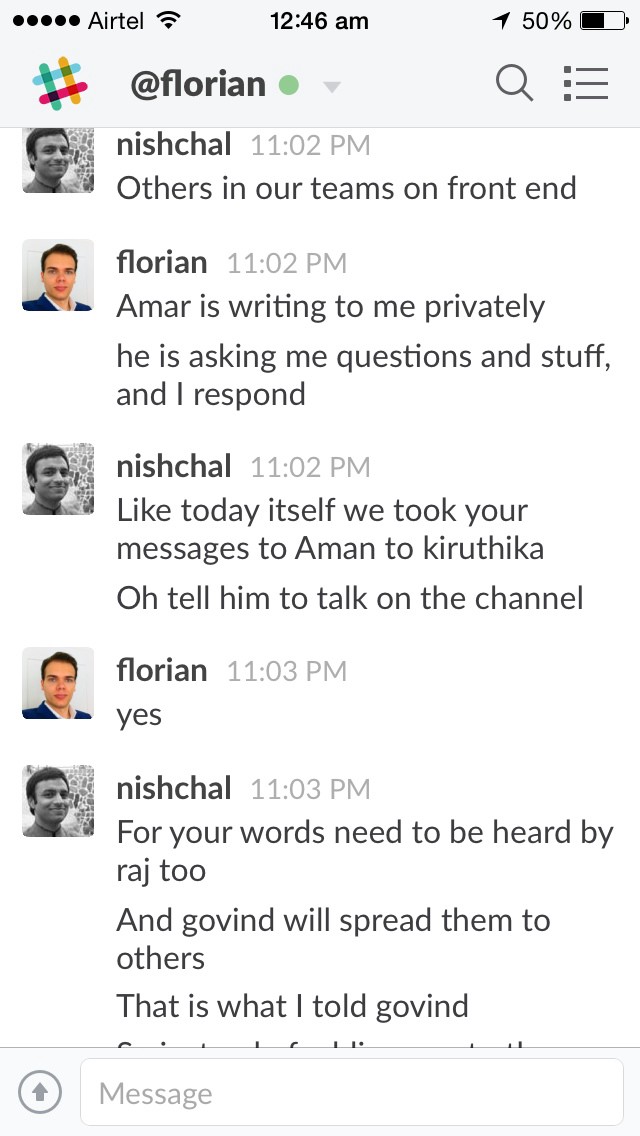 Airtel 12:46 am 50%
@florian
nishchal 11:02 PM
Others in our teams on front end
florian 11:02 PM
Amar is writing to me privately
he is asking me questions and stuff,
and I respond
nishchal 11:02 PM
Like today itself we took your
messages to Aman to kiruthika
Oh tell him to talk on the channel
florian 11:03 PM
yes
nishchal 11:03 PM
For your words need to be heard by
raj too
And govind will spread them to
others
That is what I told govind
Message